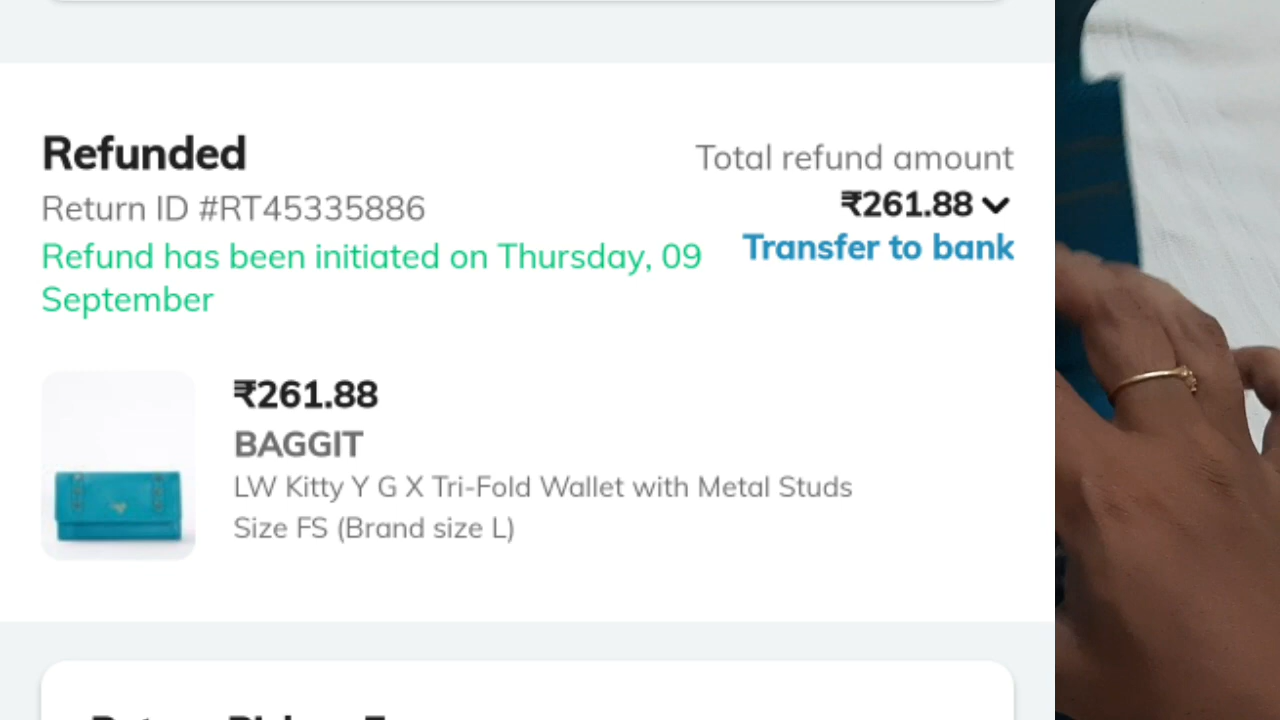 Refunded
Return ID #RT45335886
Refund has been initiated on Thursday, 09
September
Total refund amount
₹261.88
Transfer to bank
₹261.88
BAGGIT
LW Kitty Y G X Tri-Fold Wallet with Metal Studs
Size FS (Brand size L)